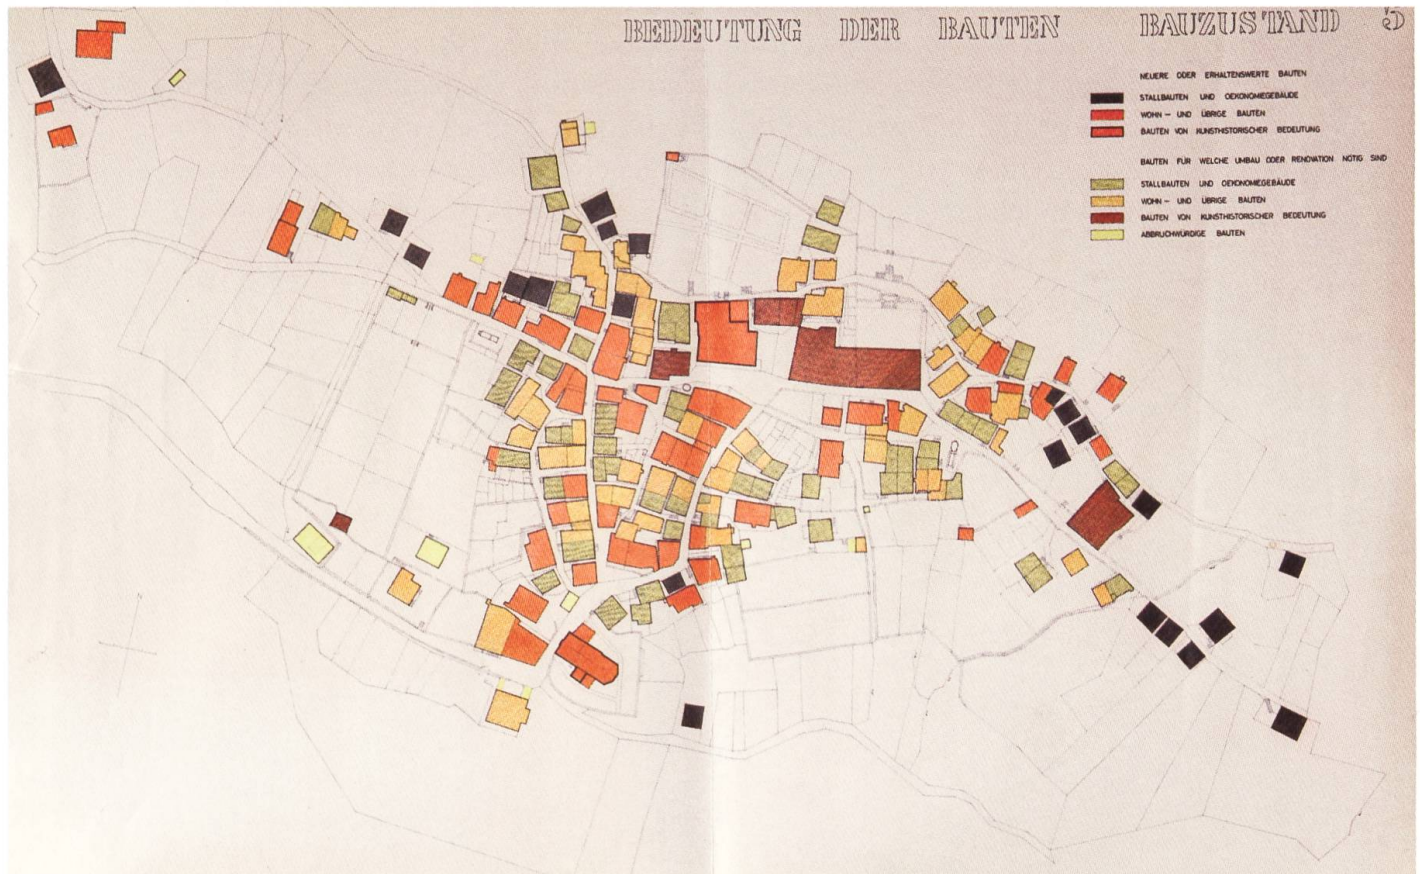 BEDEUTUNG DER BAUTEN BAUZUSTAND 5
NEUERE ODER ERHALTENSWERTE BAUTEN
STALLBAUTEN UND OEKONOMIEGEBÄUDE
WOHN- UND ÜBRIGE BAUTEN
BAUTEN VON KUNSTHISTORISCHER BEDEUTUNG
BAUTEN FÜR WELCHE UMBAU ODER RENOVATION NÖTIG SIND
STALLBAUTEN UND OEKONOMIEGEBÄUDE
WOHN- UND ÜBRIGE BAUTEN
BAUTEN VON KUNSTHISTORISCHER BEDEUTUNG
ABBRUCHWÜRDIGE BAUTEN